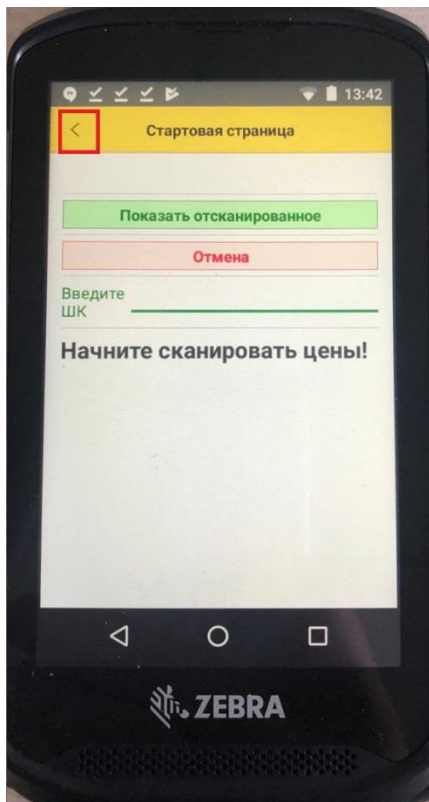 13:42
Стартовая страница
Показать отсканированное
Отмена
Введите
ШК
Начните сканировать цены!
ZEBRA